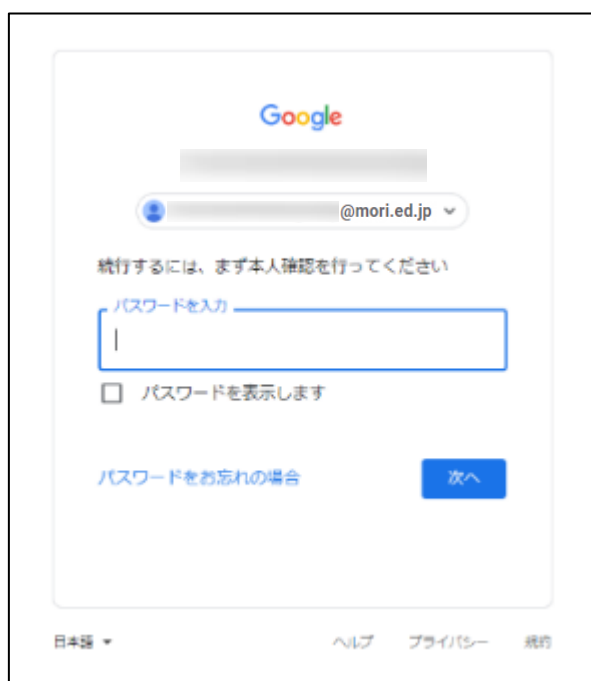 Google
@mori.ed.jp
続行するには、まず本人確認を行ってください
パスワードを入力
パスワードを表示します
パスワードをお忘れの場合
次へ
日本語
ヘルプ プライバシー 規約